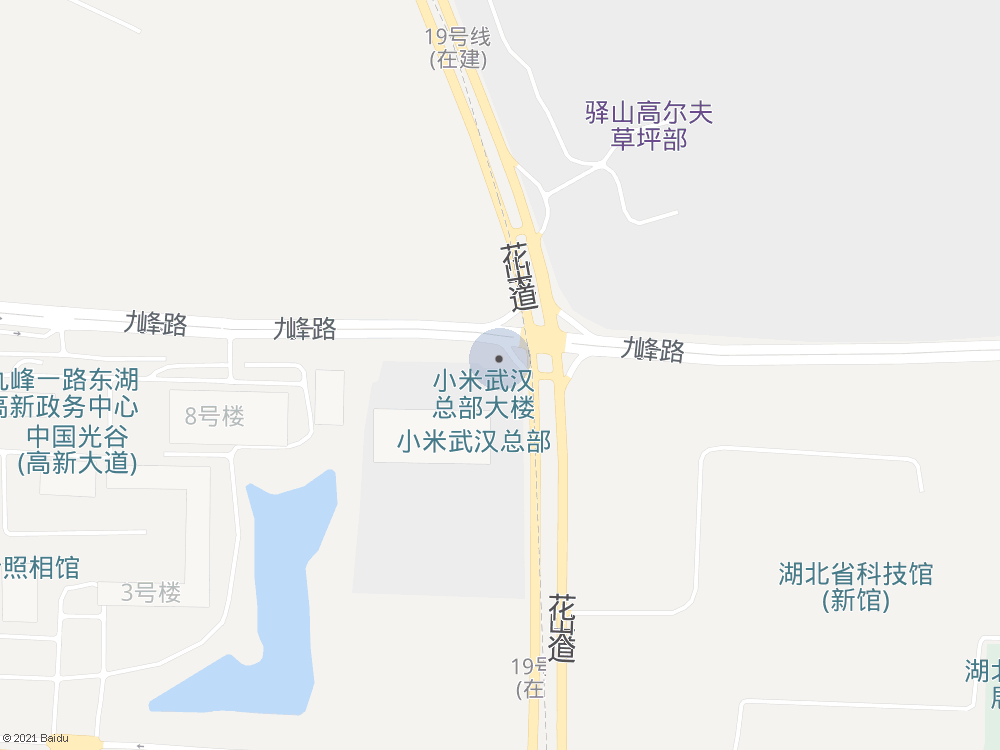 19号线
(在建)
驿山高尔夫
草坪部
花山大道
九峰路
九峰路
九峰路
小米武汉
总部大楼
小米武汉总部
九峰一路东湖
高新政务中心
8号楼
中国光谷
(高新大道)
照相馆
3号楼
湖北省科技馆
(新馆)
花山大道
19号
(在
湖北
© 2021 Baidu